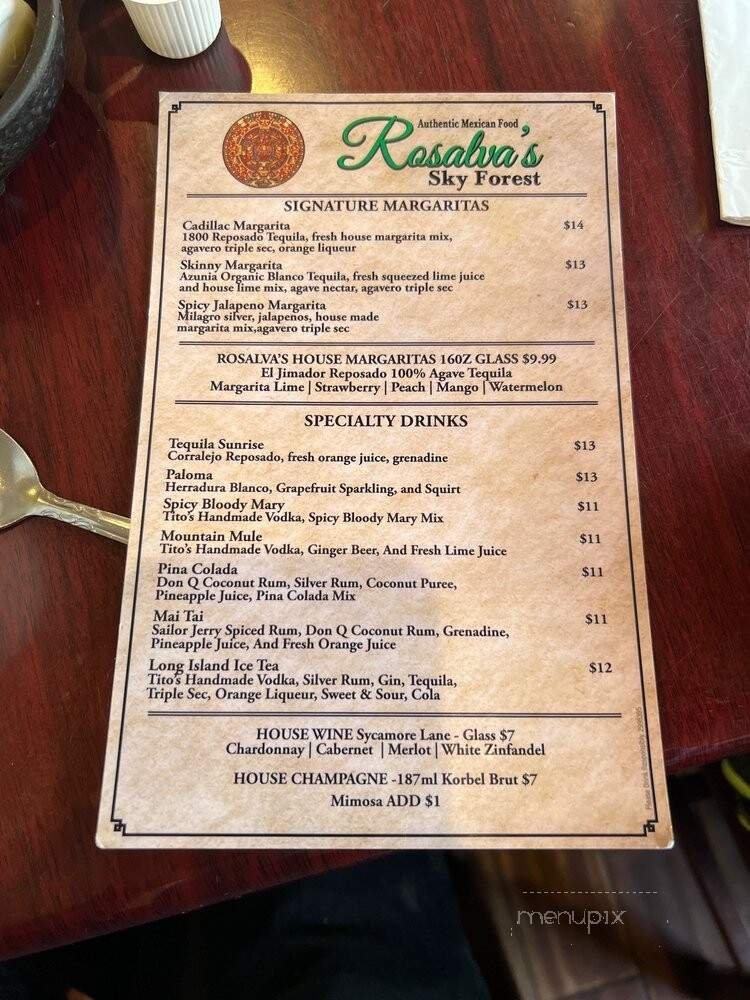 Authentic Mexican Food
Rosalva's
Sky Forest
SIGNATURE MARGARITAS
Cadillac Margarita $14
1800 Reposado Tequila, fresh house margarita mix,
agavero triple sec, orange liqueur
Skinny Margarita $13
Azunia Organic Blanco Tequila, fresh squeezed lime juice
and house lime mix, agave nectar, agavero triple sec
Spicy Jalapeno Margarita $13
Milagro silver, jalapeños, house made
margarita mix,agavero triple sec
ROSALVA'S HOUSE MARGARITAS 16OZ GLASS $9.99
El Jimador Reposado 100% Agave Tequila
Margarita Lime | Strawberry | Peach | Mango | Watermelon
SPECIALTY DRINKS
Tequila Sunrise $13
Corralejo Reposado, fresh orange juice, grenadine
Paloma $13
Herradura Blanco, Grapefruit Sparkling, and Squirt
Spicy Bloody Mary $11
Tito's Handmade Vodka, Spicy Bloody Mary Mix
Mountain Mule $11
Tito's Handmade Vodka, Ginger Beer, And Fresh Lime Juice
Pina Colada $11
Don Q Coconut Rum, Silver Rum, Coconut Puree,
Pineapple Juice, Pina Colada Mix
Mai Tai $11
Sailor Jerry Spiced Rum, Don Q Coconut Rum, Grenadine,
Pineapple Juice, And Fresh Orange Juice
Long Island Ice Tea $12
Tito's Handmade Vodka, Silver Rum, Gin, Tequila,
Triple Sec, Orange Liqueur, Sweet & Sour, Cola
HOUSE WINE Sycamore Lane - Glass $7
Chardonnay | Cabernet | Merlot | White Zinfandel
HOUSE CHAMPAGNE -187ml Korbel Brut $7
Mimosa ADD $1
Please Drink Responsibly
menupix